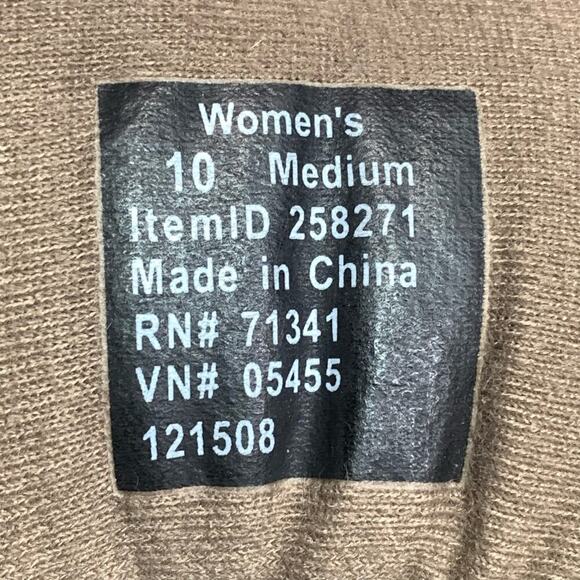 Women's
10 Medium
ItemID 258271
Made in China
RN# 71341
VN# 05455
121508